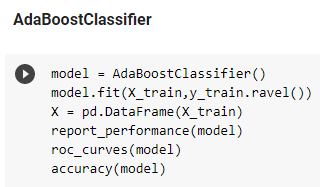 AdaBoostClassifier
model = AdaBoostClassifier()
model.fit(X_train,y_train.ravel())
X = pd.DataFrame(X_train)
report_performance(model)
roc_curves(model)
accuracy(model)